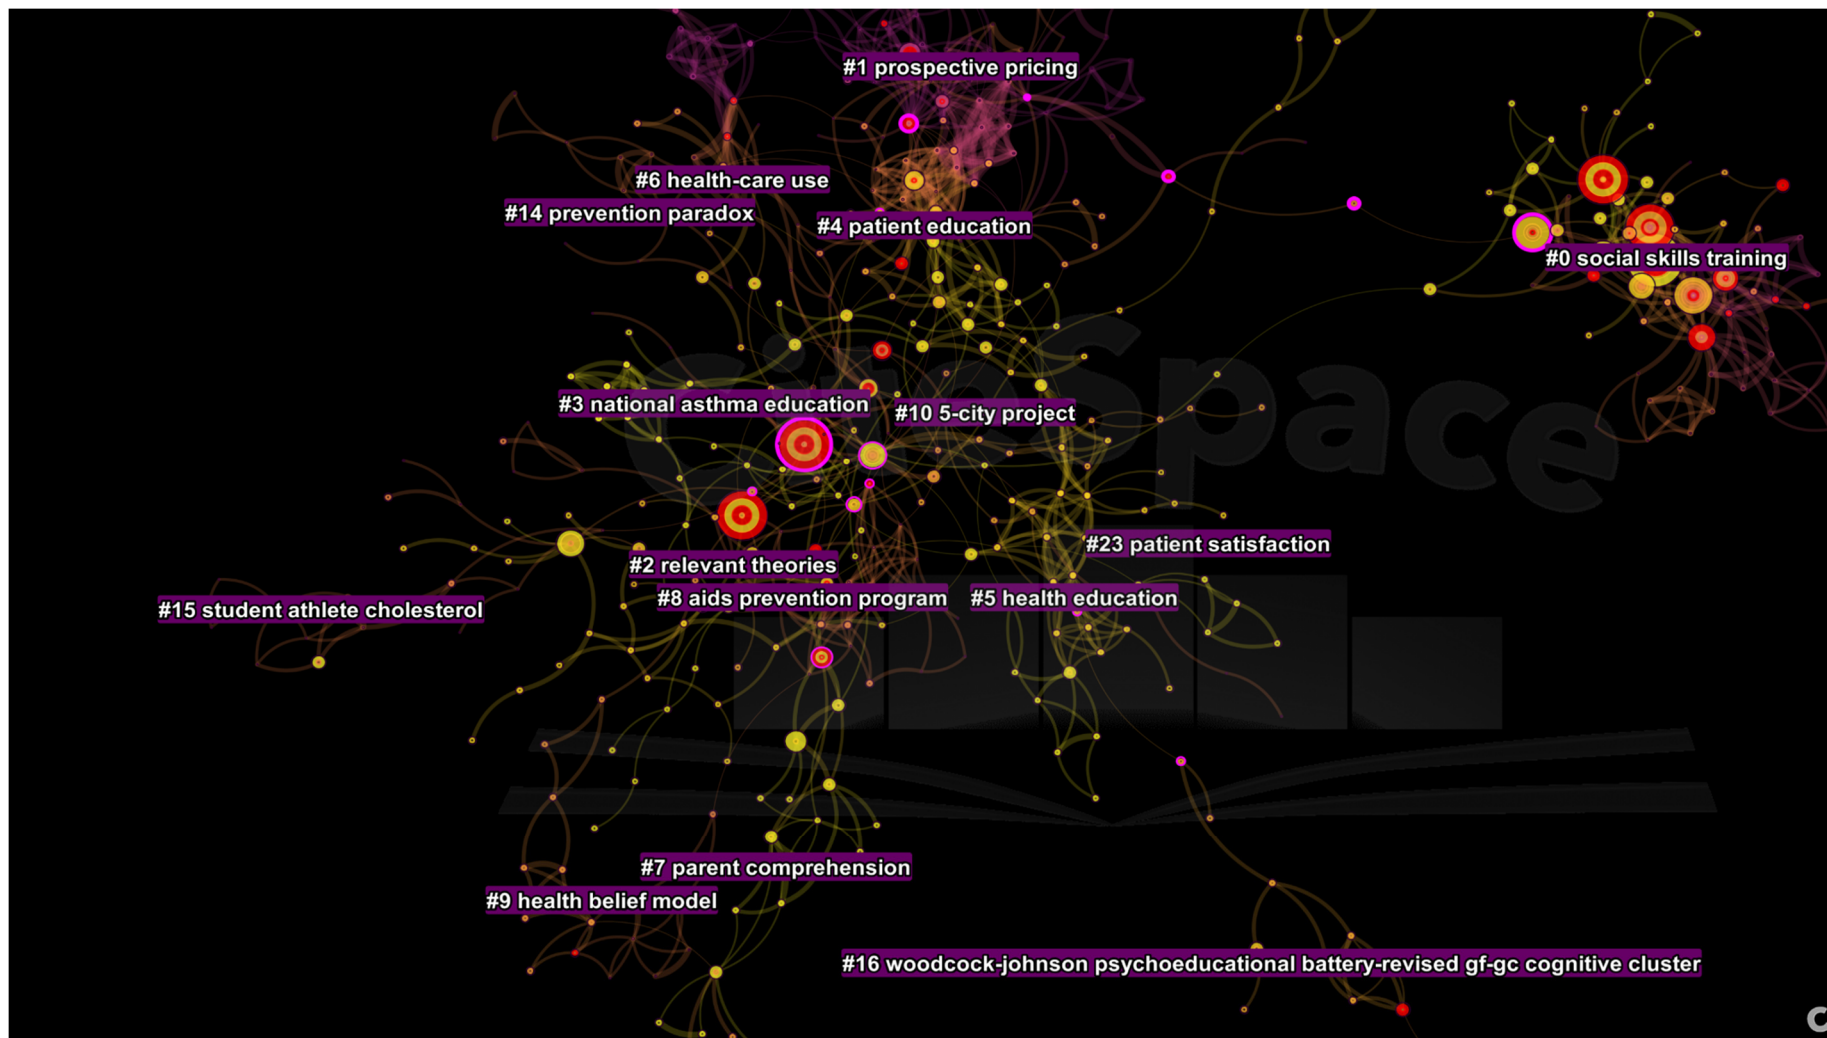 #1 prospective pricing
#6 health-care use
#14 prevention paradox
#4 patient education
#0 social skills training
CiteSpace
#3 national asthma education
#10 5-city project
#23 patient satisfaction
#2 relevant theories
#8 aids prevention program
#5 health education
#15 student athlete cholesterol
#7 parent comprehension
#9 health belief model
#16 woodcock-johnson psychoeducational battery-revised gf-gc cognitive cluster